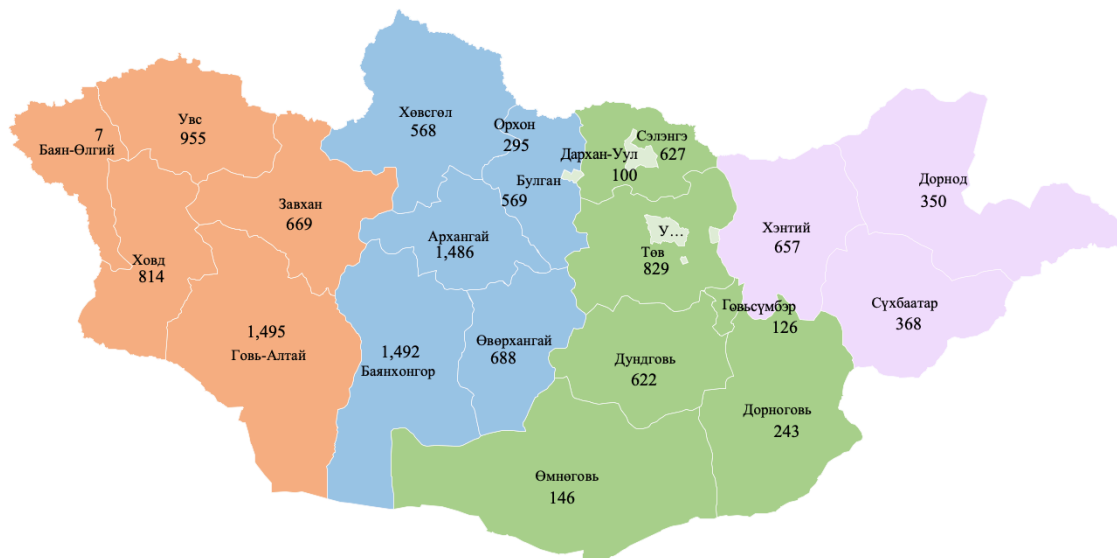 Хөвсгөл
568
Орхон
295
Сэлэнгэ
627
Увс
955
7
Баян-Өлгий
Дархан-Уул
100
Булган
569
Дорнод
350
Завхан
669
Архангай
1,486
У...
Төв
829
Хэнтий
657
Ховд
814
Говьсүмбэр
126
Сүхбаатар
368
1,495
Говь-Алтай
1,492
Баянхонгор
Өвөрхангай
688
Дундговь
622
Дорноговь
243
Өмнөговь
146